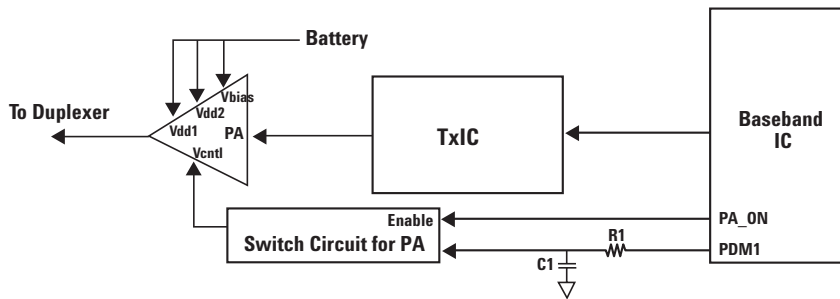 Battery
To Duplexer
Vbias
Vdd2
Vdd1
PA
Vcntl
TxIC
Baseband
IC
Enable
Switch Circuit for PA
PA_ON
R1
PDM1
C1